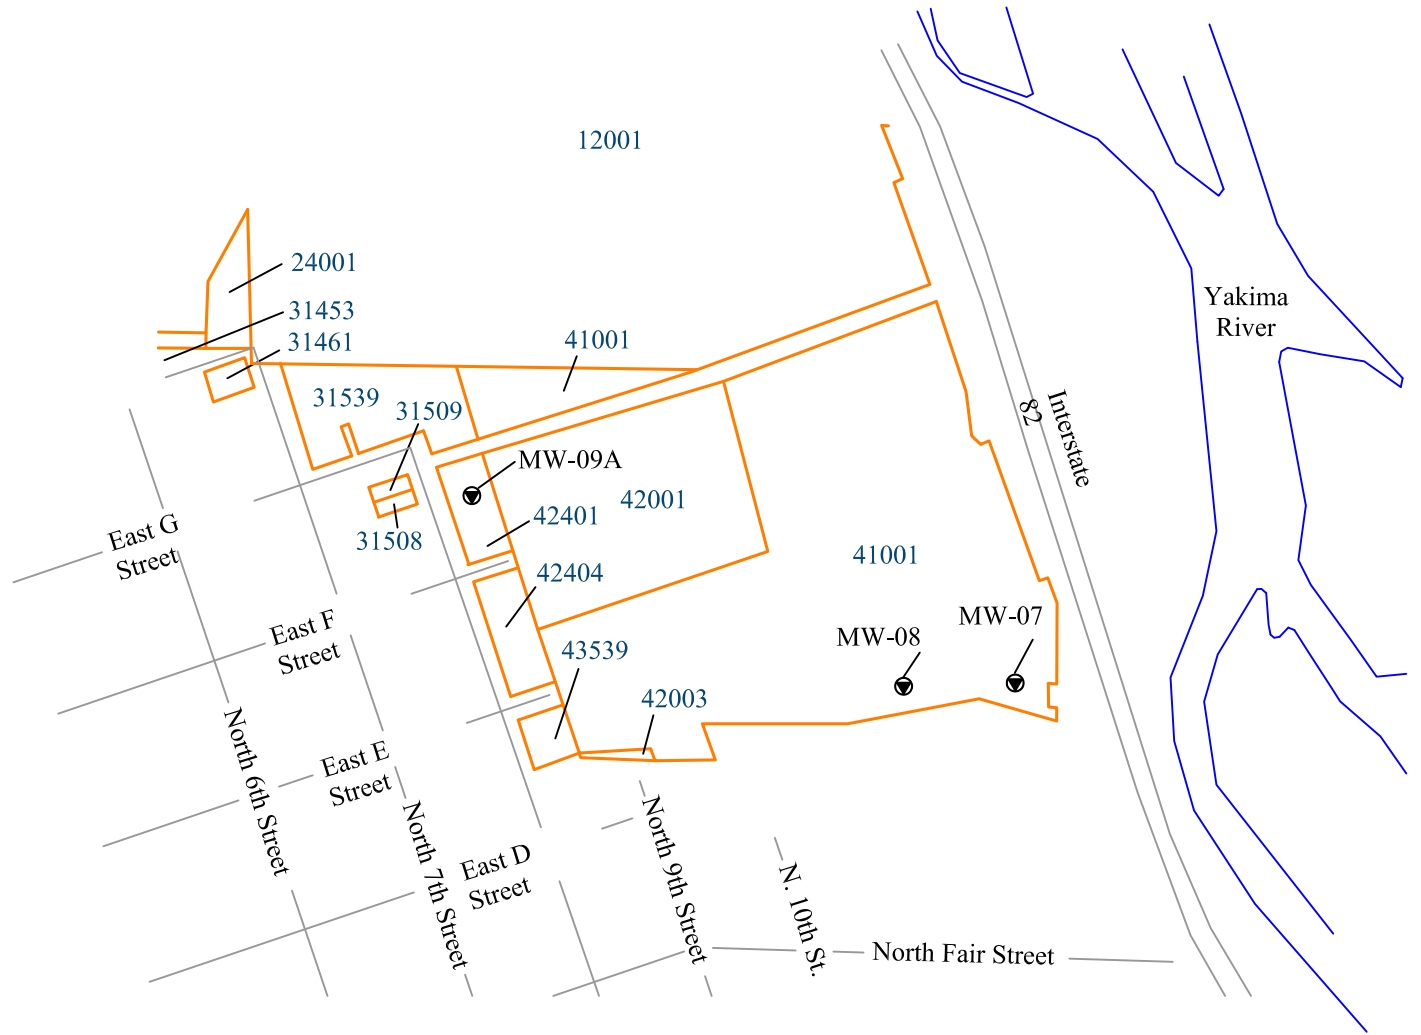 12001
24001
31453
31461
41001
Yakima
River
31539
31509
Interstate
82
MW-09A
42001
42401
31508
41001
East G
Street
42404
MW-07
MW-08
East F
Street
43539
42003
North 6th Street
East E
Street
North 7th Street
North 9th Street
East D
Street
N. 10th St.
North Fair Street